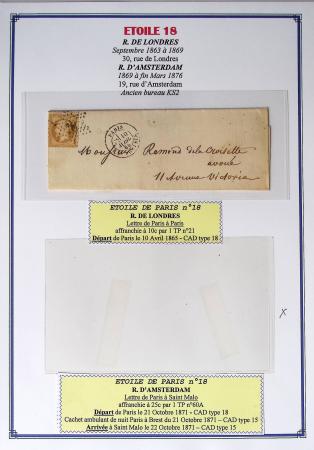 ETOILE 18
R. DE LONDRES
Septembre 1863 à 1869
30, rue de Londres
R. D'AMSTERDAM
1869 à fin Mars 1876
19, rue d'Amsterdam
Ancien bureau KS2
PARIS
Monsieur Remond de la Croisette
avoué
11 Avenue Victoria
ETOILE DE PARIS n°18
R. DE LONDRES
Lettre de Paris à Paris
affranchie à 10c par 1 TP n°21
Départ de Paris le 10 Avril 1865 - CAD type 18
X
ETOILE DE PARIS n°18
R. D'AMSTERDAM
Lettre de Paris à Saint Malo
affranchie à 25c par 1 TP n°60A
Départ de Paris le 21 Octobre 1871 - CAD type 18
Cachet ambulant de nuit Paris à Brest du 21 Octobre 1871 – CAD type 15
Arrivée à Saint Malo le 22 Octobre 1871 – CAD type 15